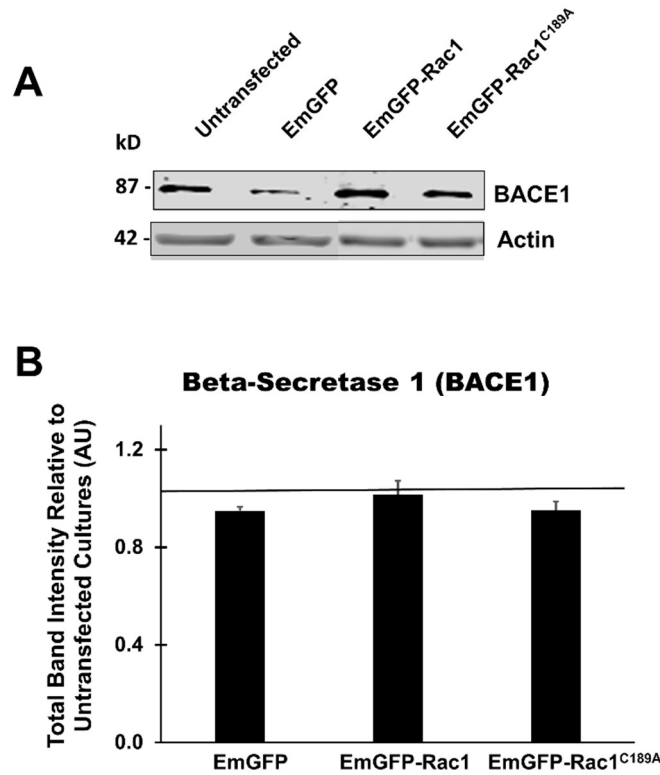 A
Untransfected
EmGFP
EmGFP-Rac1
EmGFP-Rac1C189A
kD
87 -
BACE1
42 -
Actin
B
Beta-Secretase 1 (BACE1)
Total Band Intensity Relative to
Untransfected Cultures (AU)
1.2
0.8
0.4
0.0
EmGFP
EmGFP-Rac1
EmGFP-Rac1C189A